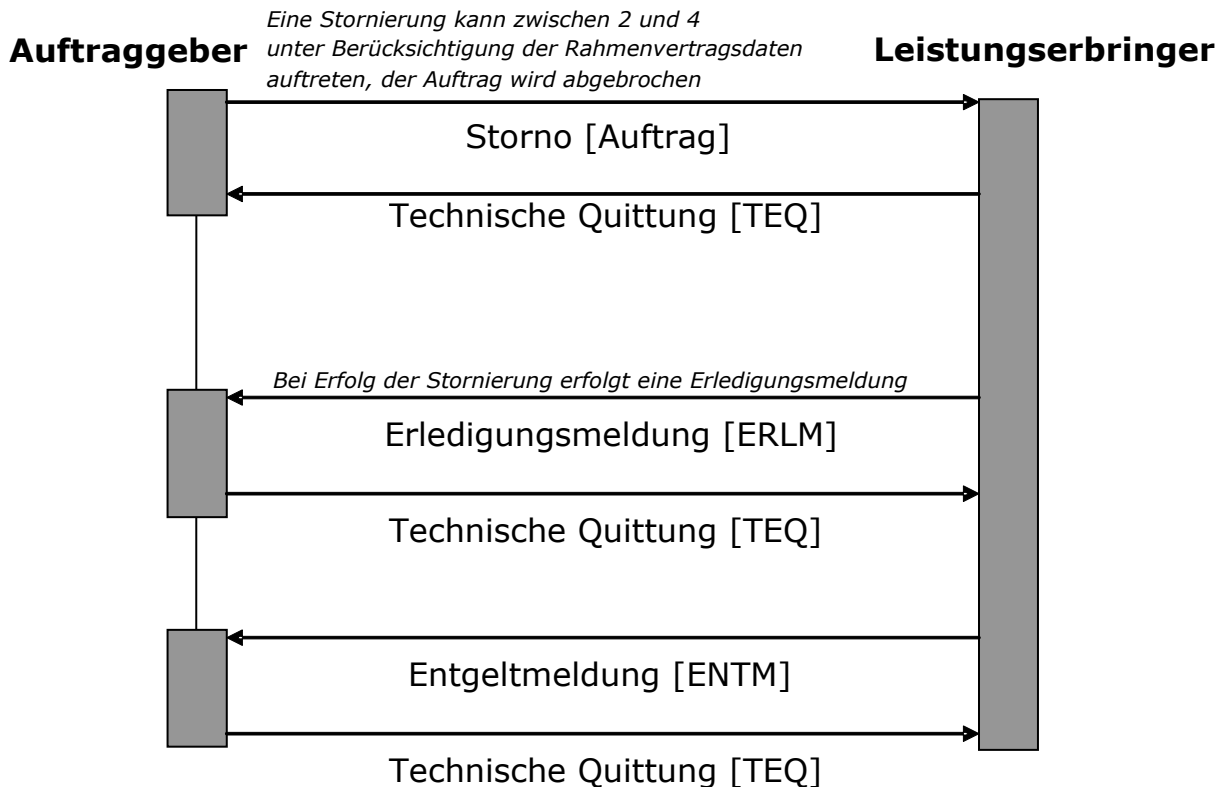 Eine Stornierung kann zwischen 2 und 4
Auftraggeber unter Berücksichtigung der Rahmenvertragsdaten Leistungserbringer
auftreten, der Auftrag wird abgebrochen
Storno [Auftrag]
Technische Quittung [TEQ]
Bei Erfolg der Stornierung erfolgt eine Erledigungsmeldung
Erledigungsmeldung [ERLM]
Technische Quittung [TEQ]
Entgeltmeldung [ENTM]
Technische Quittung [TEQ]